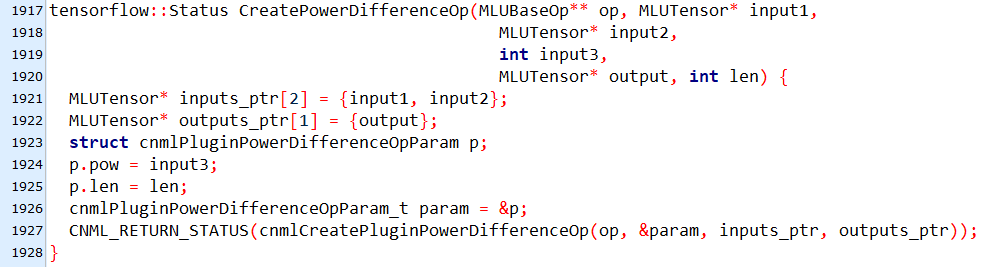 1917 tensorflow::Status CreatePowerDifferenceOp(MLUBaseOp** op, MLUTensor* input1,
1918 MLUTensor* input2,
1919 int input3,
1920 MLUTensor* output, int len) {
1921 MLUTensor* inputs_ptr[2] = {input1, input2};
1922 MLUTensor* outputs_ptr[1] = {output};
1923 struct cnmlPluginPowerDifferenceOpParam p;
1924 p.pow = input3;
1925 p.len = len;
1926 cnmlPluginPowerDifferenceOpParam_t param = &p;
1927 CNML_RETURN_STATUS(cnmlCreatePluginPowerDifferenceOp(op, &param, inputs_ptr, outputs_ptr));
1928 }